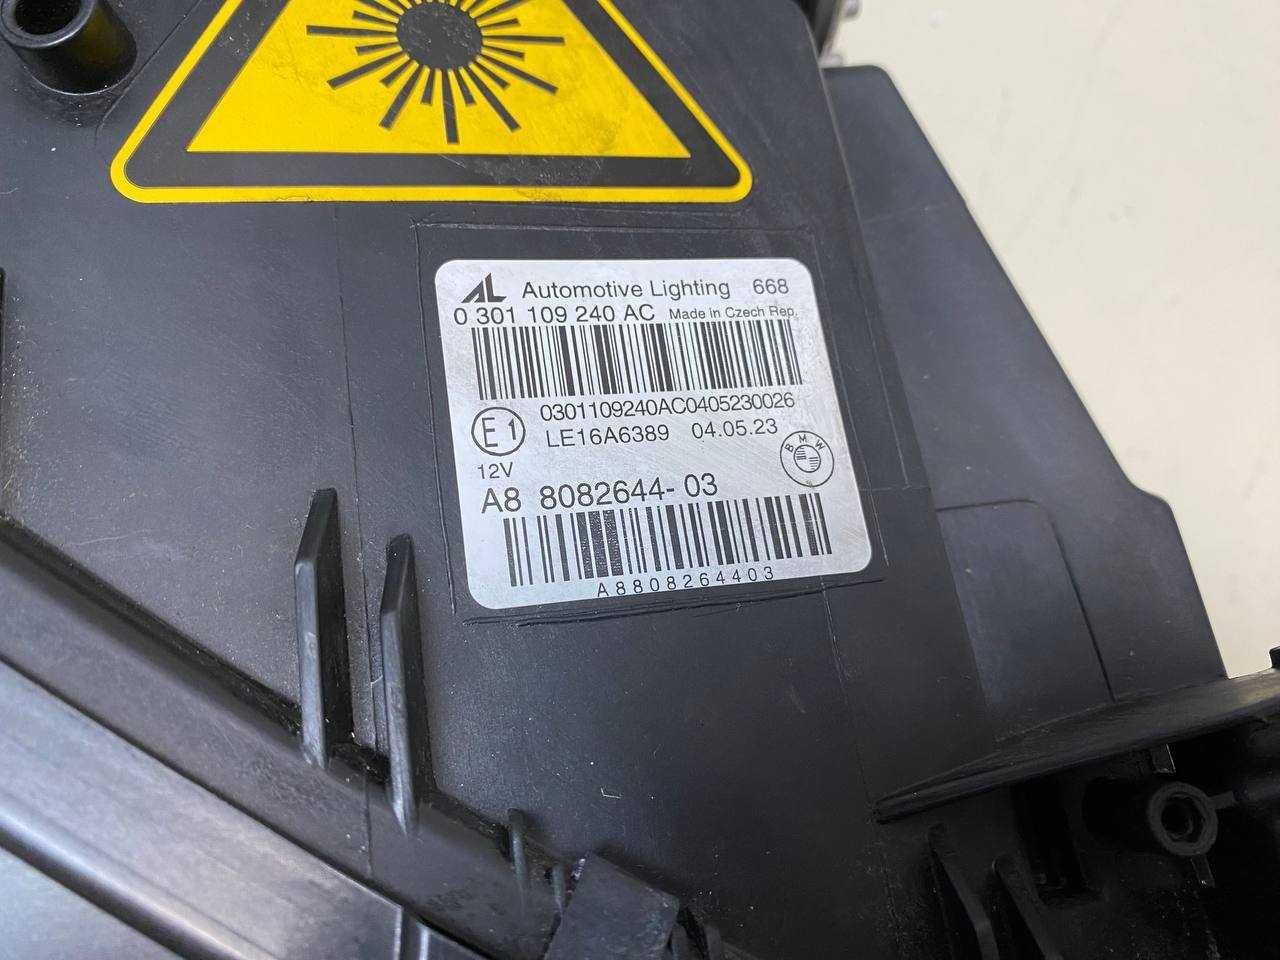 AL Automotive Lighting 668
0 301 109 240 AC Made in Czech Rep.
0301109240AC0405230026
E1 LE16A6389 04.05.23
BMW
12V
A8 8082644-03
A8808264403